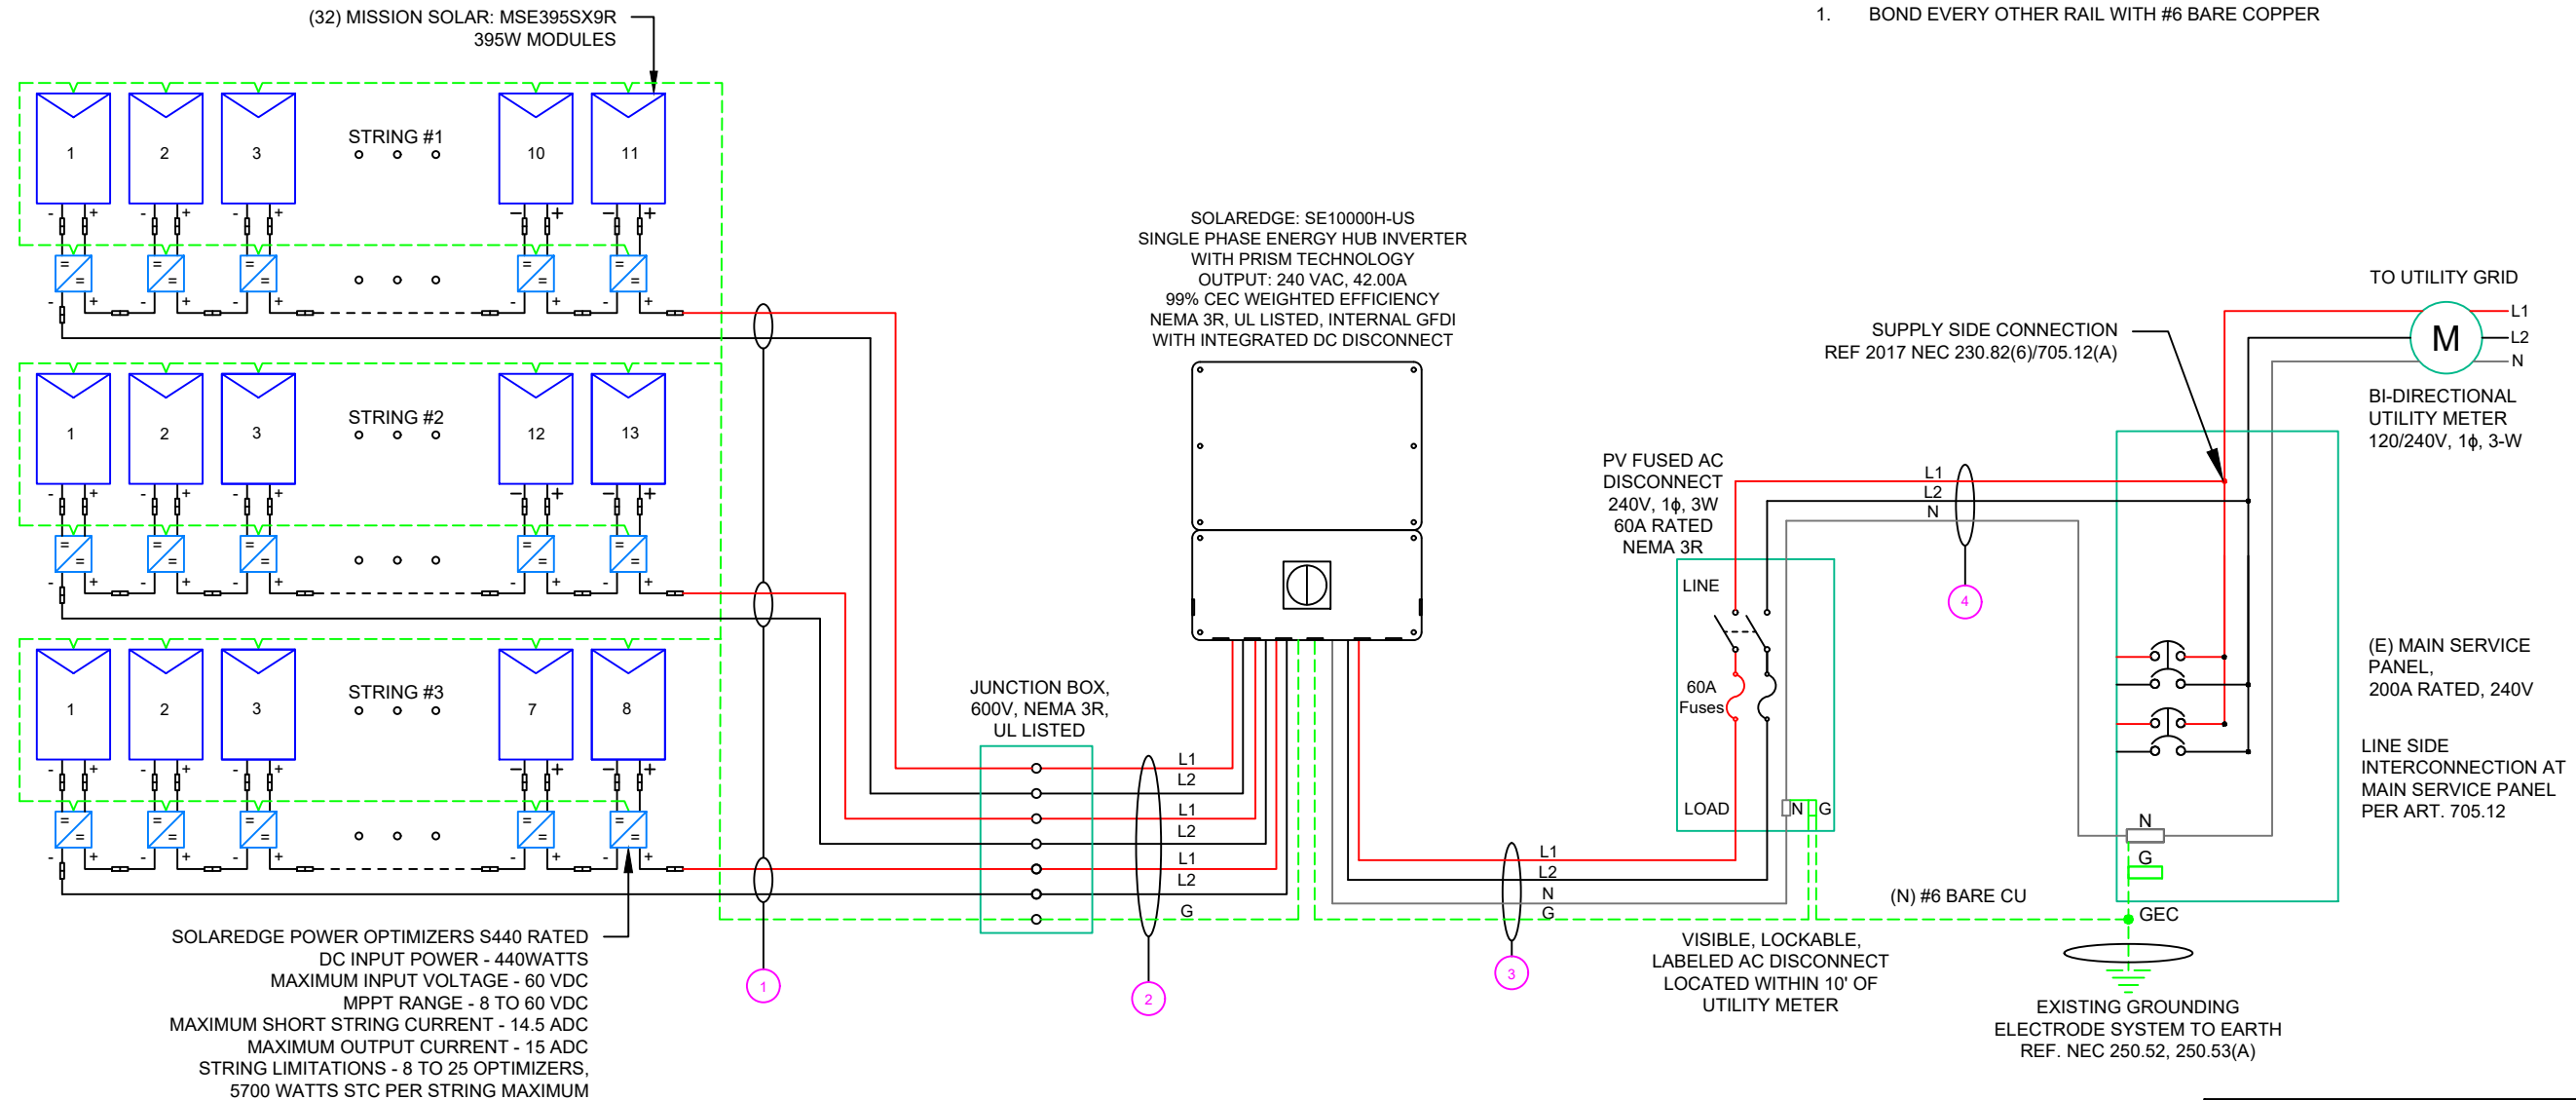 (32) MISSION SOLAR: MSE395SX9R
395W MODULES
1. BOND EVERY OTHER RAIL WITH #6 BARE COPPER
STRING #1
1
2
3
10
11
- +
- +
- +
- +
- +
= =
= =
= =
= =
= =
- +
- +
- +
- +
- +
STRING #2
1
2
3
12
13
- +
- +
- +
- +
- +
= =
= =
= =
= =
= =
- +
- +
- +
- +
- +
STRING #3
1
2
3
7
8
- +
- +
- +
- +
- +
= =
= =
= =
= =
= =
- +
- +
- +
- +
- +
SOLAREDGE POWER OPTIMIZERS S440 RATED
DC INPUT POWER - 440WATTS
MAXIMUM INPUT VOLTAGE - 60 VDC
MPPT RANGE - 8 TO 60 VDC
MAXIMUM SHORT STRING CURRENT - 14.5 ADC
MAXIMUM OUTPUT CURRENT - 15 ADC
STRING LIMITATIONS - 8 TO 25 OPTIMIZERS,
5700 WATTS STC PER STRING MAXIMUM
1
JUNCTION BOX,
600V, NEMA 3R,
UL LISTED
L1
L2
L1
L2
L1
L2
G
2
SOLAREDGE: SE10000H-US
SINGLE PHASE ENERGY HUB INVERTER
WITH PRISM TECHNOLOGY
OUTPUT: 240 VAC, 42.00A
99% CEC WEIGHTED EFFICIENCY
NEMA 3R, UL LISTED, INTERNAL GFDI
WITH INTEGRATED DC DISCONNECT
L1
L2
N
G
3
PV FUSED AC
DISCONNECT
240V, 1ϕ, 3W
60A RATED
NEMA 3R
LINE
60A
Fuses
LOAD
N
G
VISIBLE, LOCKABLE,
LABELED AC DISCONNECT
LOCATED WITHIN 10' OF
UTILITY METER
L1
L2
N
4
SUPPLY SIDE CONNECTION
REF 2017 NEC 230.82(6)/705.12(A)
TO UTILITY GRID
L1
L2
N
M
BI-DIRECTIONAL
UTILITY METER
120/240V, 1ϕ, 3-W
(E) MAIN SERVICE
PANEL,
200A RATED, 240V
LINE SIDE
INTERCONNECTION AT
MAIN SERVICE PANEL
PER ART. 705.12
N
G
(N) #6 BARE CU
GEC
EXISTING GROUNDING
ELECTRODE SYSTEM TO EARTH
REF. NEC 250.52, 250.53(A)